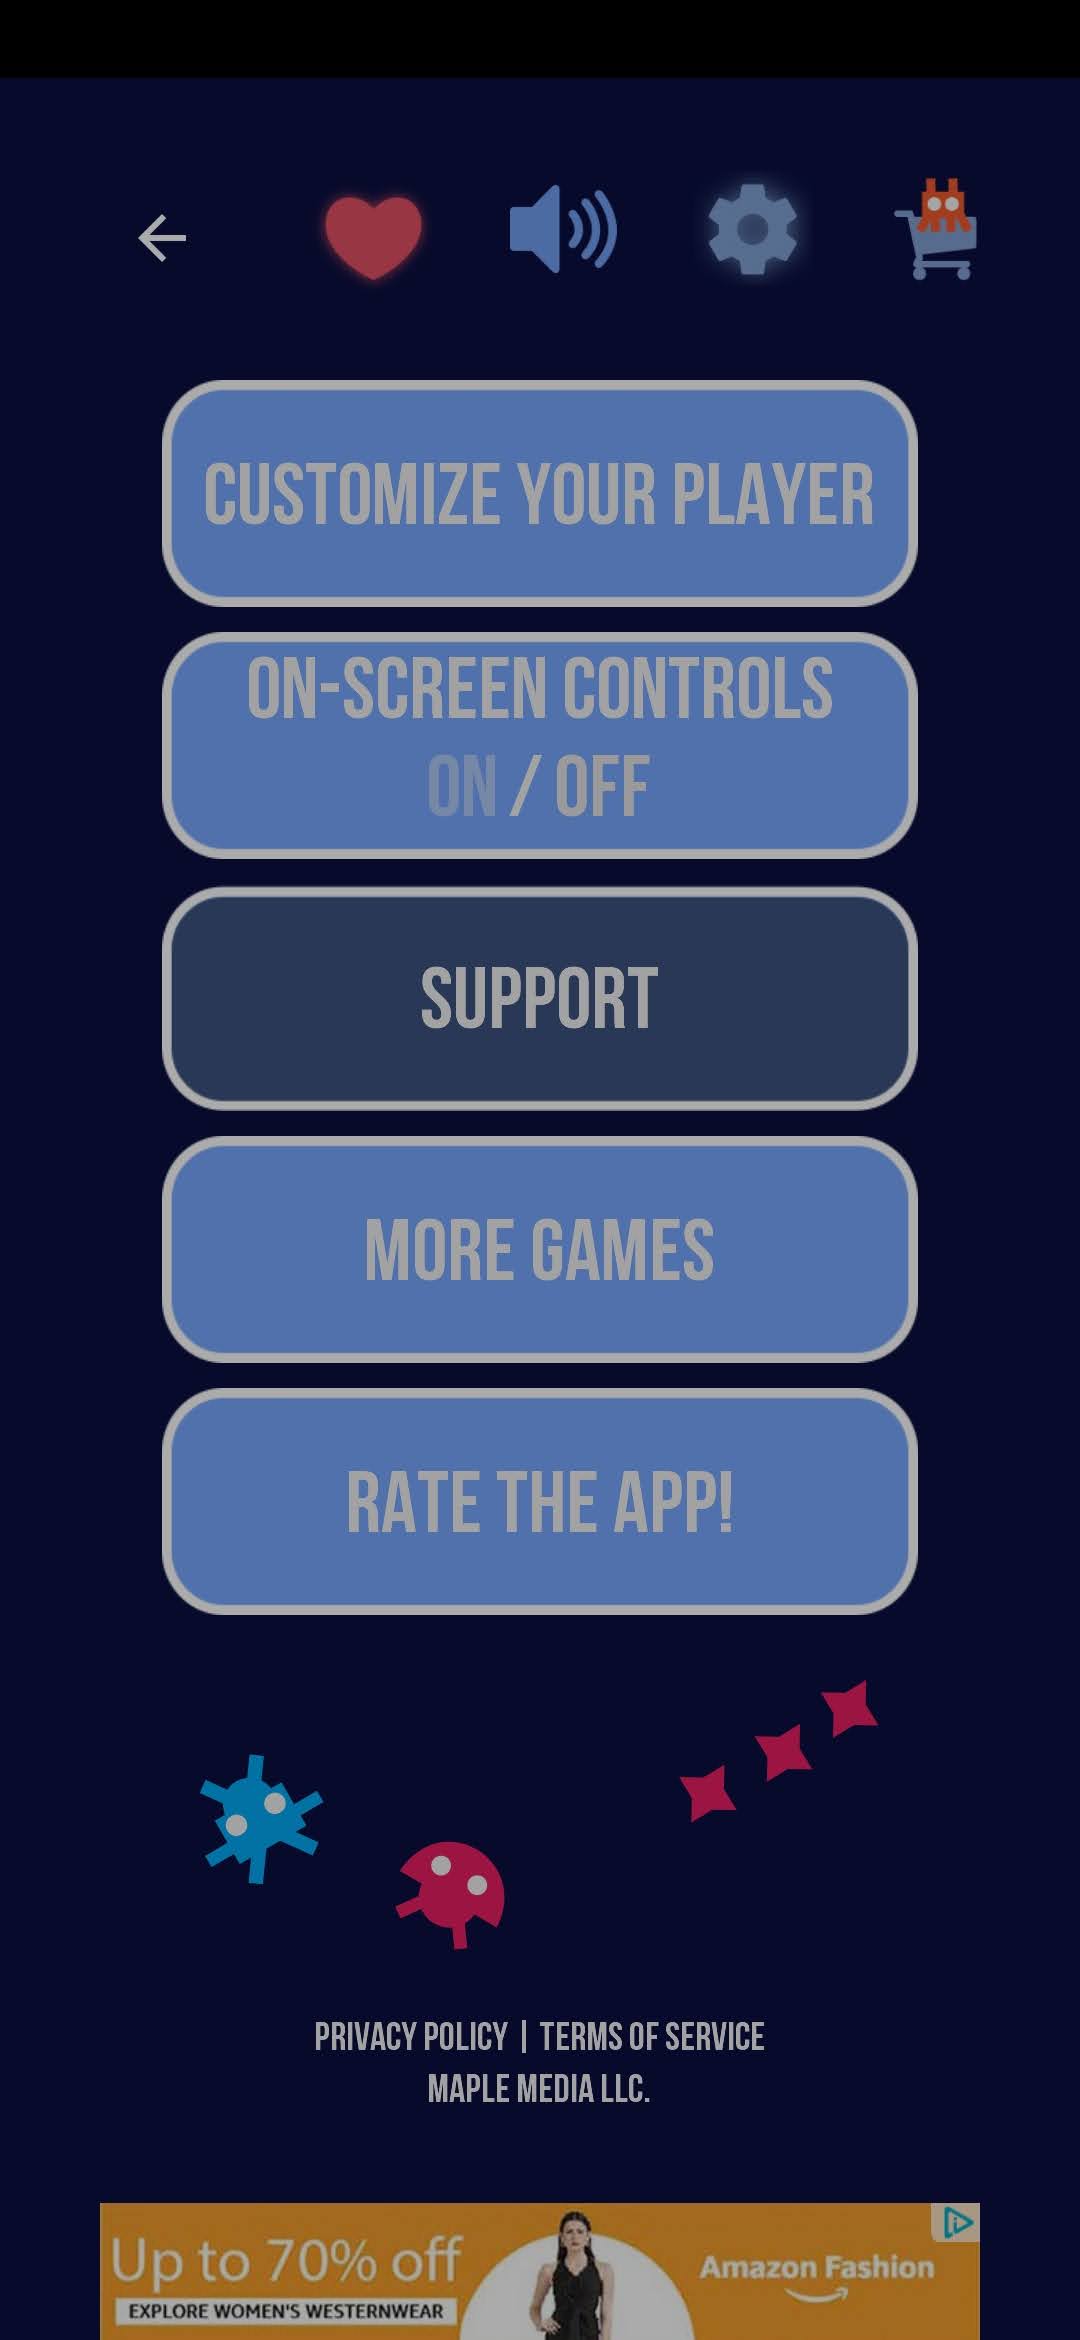 CUSTOMIZE YOUR PLAYER
ON-SCREEN CONTROLS
ON / OFF
SUPPORT
MORE GAMES
RATE THE APP!
PRIVACY POLICY | TERMS OF SERVICE
MAPLE MEDIA LLC.
Up to 70% off
EXPLORE WOMEN'S WESTERNWEAR
Amazon Fashion